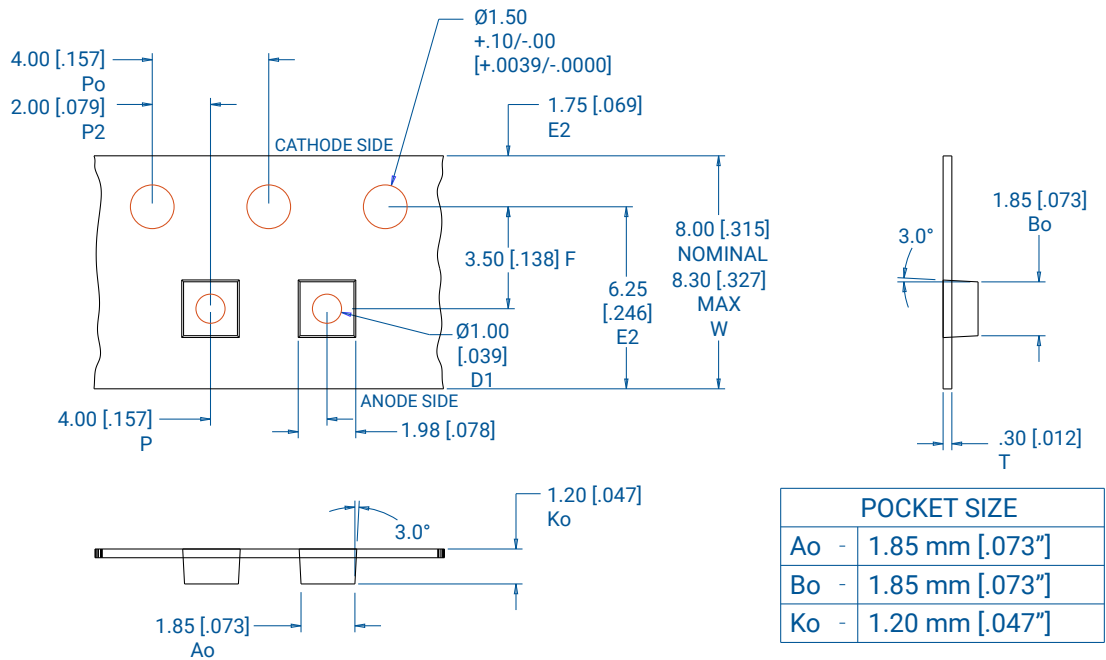 Ø1.50
+.10/-.00
[+.0039/-.0000]
4.00 [.157]
Po
2.00 [.079]
P2
1.75 [.069]
E2
CATHODE SIDE
3.50 [.138] F
8.00 [.315]
NOMINAL
8.30 [.327]
MAX
W
6.25
[.246]
E2
Ø1.00
[.039]
D1
ANODE SIDE
4.00 [.157]
P
1.98 [.078]
1.85 [.073]
Bo
3.0°
.30 [.012]
T
1.20 [.047]
Ko
3.0°
1.85 [.073]
Ao
POCKET SIZE
Ao - 1.85 mm [.073”]
Bo - 1.85 mm [.073”]
Ko - 1.20 mm [.047”]